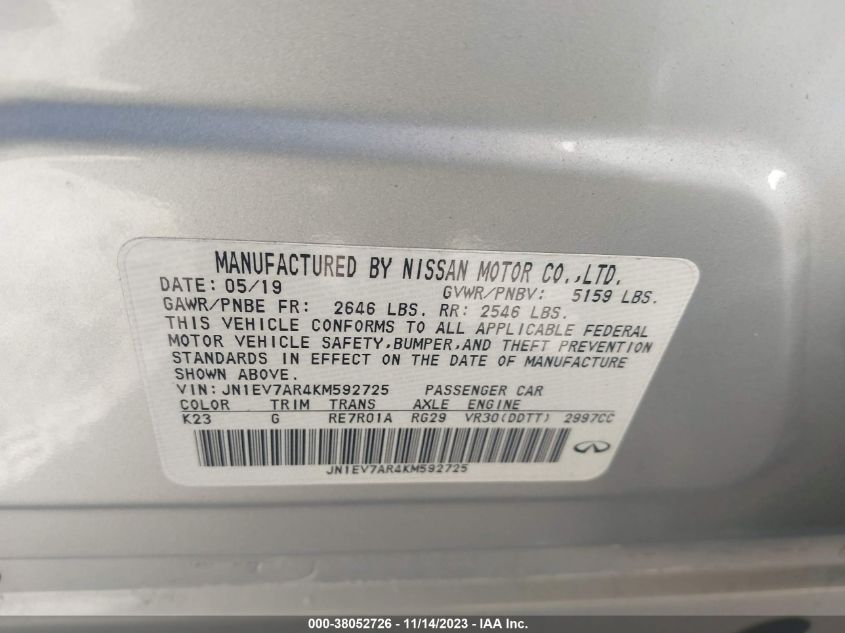 MANUFACTURED BY NISSAN MOTOR CO.,LTD.
DATE: 05/19 GVWR/PNBV: 5159 LBS.
GAWR/PNBE FR: 2646 LBS. RR: 2546 LBS.
THIS VEHICLE CONFORMS TO ALL APPLICABLE FEDERAL
MOTOR VEHICLE SAFETY,BUMPER,AND THEFT PREVENTION
STANDARDS IN EFFECT ON THE DATE OF MANUFACTURE
SHOWN ABOVE.
VIN: JN1EV7AR4KM592725 PASSENGER CAR
COLOR TRIM TRANS AXLE ENGINE
K23 G RE7R01A RG29 VR30(DDTT) 2997CC
JN1EV7AR4KM592725
000-38052726 - 11/14/2023 - IAA Inc.